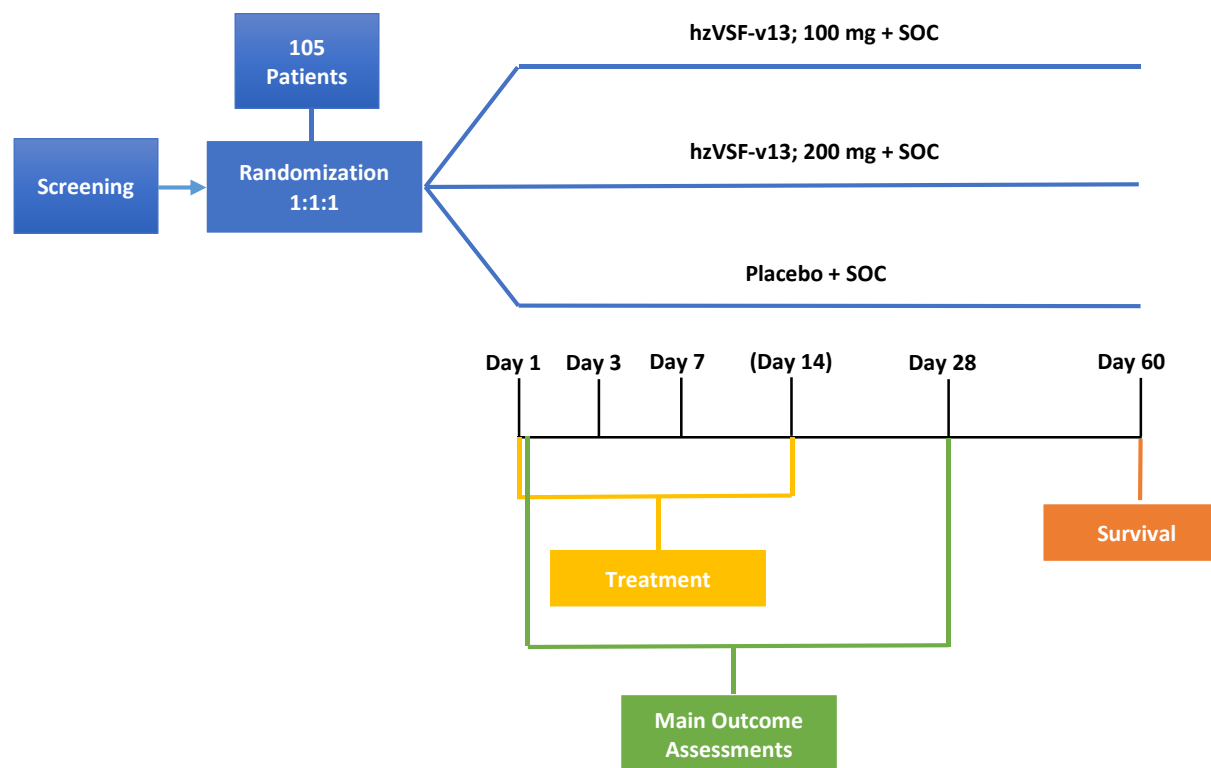 105
Patients
Screening
Randomization
1:1:1
hzVSF-v13; 100 mg + SOC
hzVSF-v13; 200 mg + SOC
Placebo + SOC
Day 1
Day 3
Day 7
(Day 14)
Day 28
Day 60
Treatment
Survival
Main Outcome
Assessments